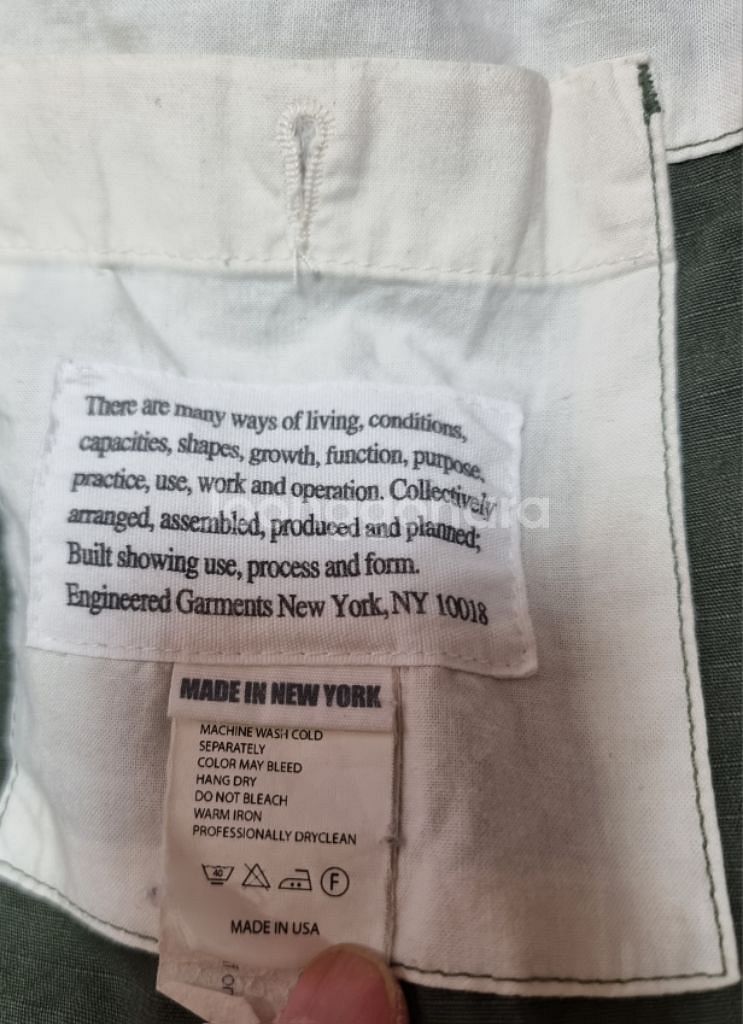 There are many ways of living, conditions,
capacities, shapes, growth, function, purpose,
practice, use, work and operation. Collectively
arranged, assembled, produced and planned;
Built showing use, process and form.
Engineered Garments New York, NY 10018
MADE IN NEW YORK
MACHINE WASH COLD
SEPARATELY
COLOR MAY BLEED
HANG DRY
DO NOT BLEACH
WARM IRON
PROFESSIONALLY DRYCLEAN
40 F
MADE IN USA